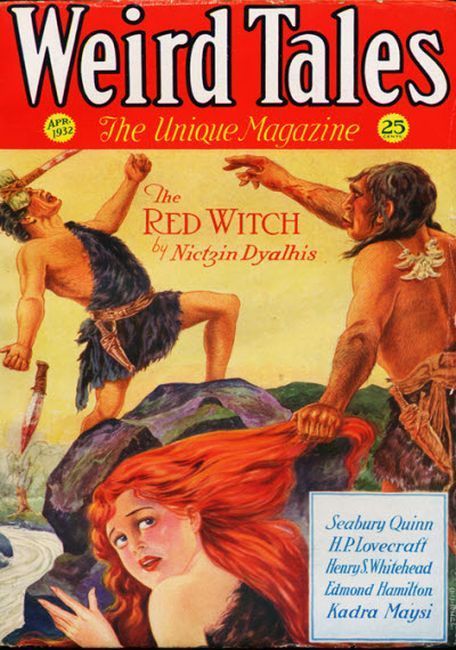 Weird Tales
APR.
1932
The Unique Magazine
25
CENTS
The
RED WITCH
by Nictzin Dyalhis
Seabury Quinn
H.P. Lovecraft
Henry S. Whitehead
Edmond Hamilton
Kadra Maysi